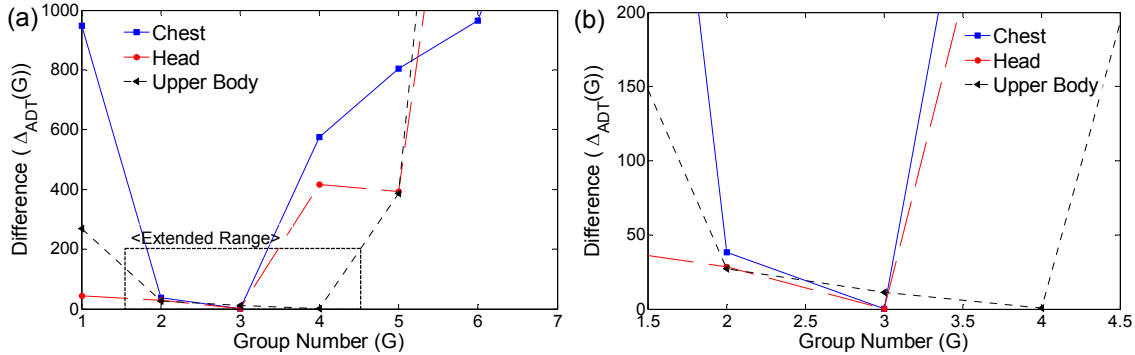 (a)
Difference ( Δ_ADT(G))
1000
800
600
400
200
0
Chest
Head
Upper Body
<Extended Range>
1 2 3 4 5 6 7
Group Number (G)
(b)
Difference ( Δ_ADT(G))
200
150
100
50
0
Chest
Head
Upper Body
1.5 2 2.5 3 3.5 4 4.5
Group Number (G)